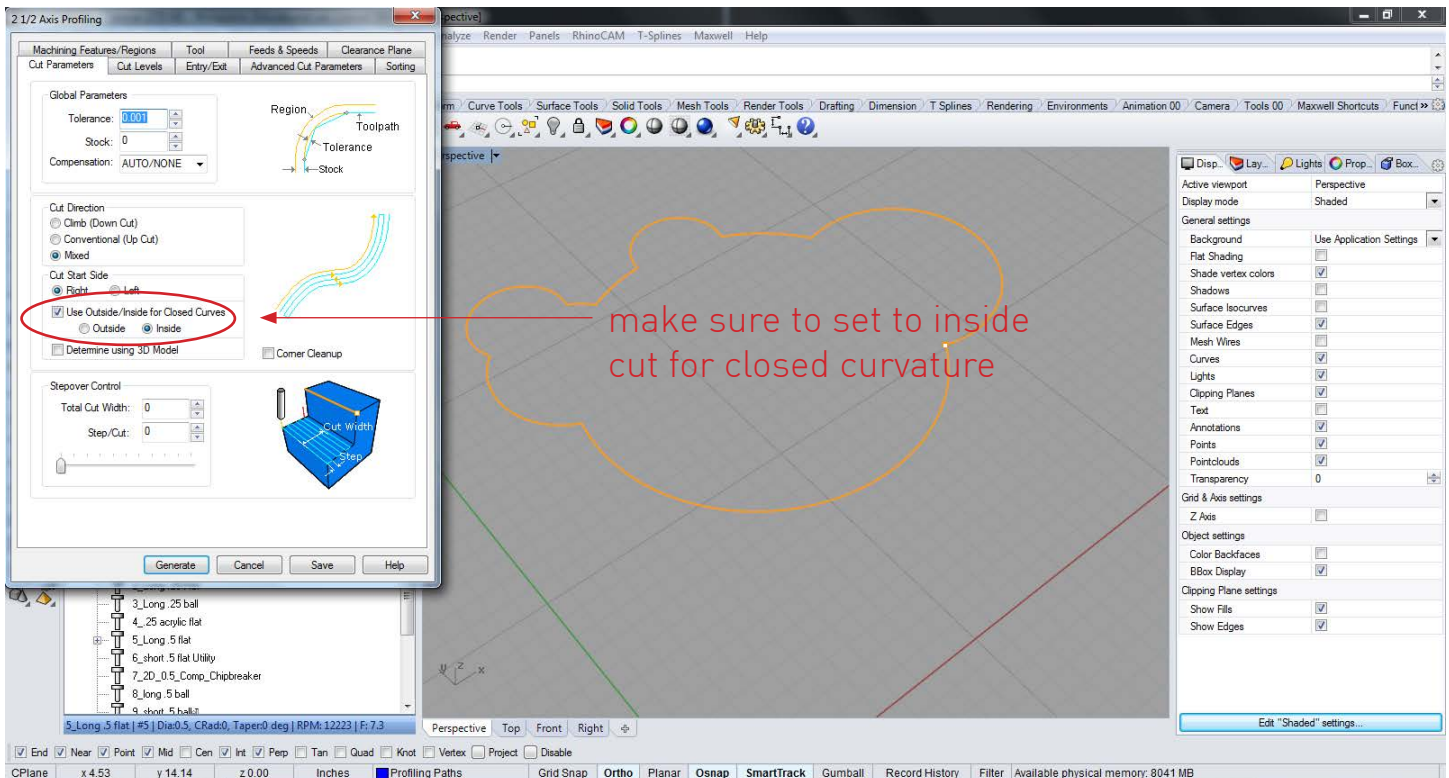 2 1/2 Axis Profiling
spective]
Machining Features/Regions Tool Feeds & Speeds Clearance Plane
Cut Parameters Cut Levels Entry/Exit Advanced Cut Parameters Sorting
Global Parameters
Tolerance: 0.001
Stock: 0
Compensation: AUTO/NONE
Region
Toolpath
Tolerance
Stock
Cut Direction
Climb (Down Cut)
Conventional (Up Cut)
Mixed
Cut Start Side
Right Left
Use Outside/Inside for Closed Curves
Outside Inside
Determine using 3D Model
Corner Cleanup
Stepover Control
Total Cut Width: 0
Step/Cut: 0
Cut Width
Step
Generate Cancel Save Help
nalyze Render Panels RhinoCAM T-Splines Maxwell Help
rm Curve Tools Surface Tools Solid Tools Mesh Tools Render Tools Drafting Dimension T Splines Rendering Environments Animation 00 Camera Tools 00 Maxwell Shortcuts Funct »
rspective
make sure to set to inside
cut for closed curvature
y z x
Disp... Lay... Lights Prop... Box...
Active viewport Perspective
Display mode Shaded
General settings
Background Use Application Settings
Flat Shading
Shade vertex colors
Shadows
Surface Isocurves
Surface Edges
Mesh Wires
Curves
Lights
Clipping Planes
Text
Annotations
Points
Pointclouds
Transparency 0
Grid & Axis settings
Z Axis
Object settings
Color Backfaces
BBox Display
Clipping Plane settings
Show Fills
Show Edges
Edit "Shaded" settings...
3_Long .25 ball
4_.25 acrylic flat
5_Long .5 flat
6_short .5 flat Utility
7_2D_0.5_Comp_Chipbreaker
8_long .5 ball
9_short .5 ball
5_Long .5 flat | #5 | Dia:0.5, CRad:0, Taper:0 deg | RPM: 12223 | F: 7.3
Perspective Top Front Right
End Near Point Mid Cen Int Perp Tan Quad Knot Vertex Project Disable
CPlane x 4.53 y 14.14 z 0.00 Inches Profiling Paths Grid Snap Ortho Planar Osnap SmartTrack Gumball Record History Filter Available physical memory: 8041 MB